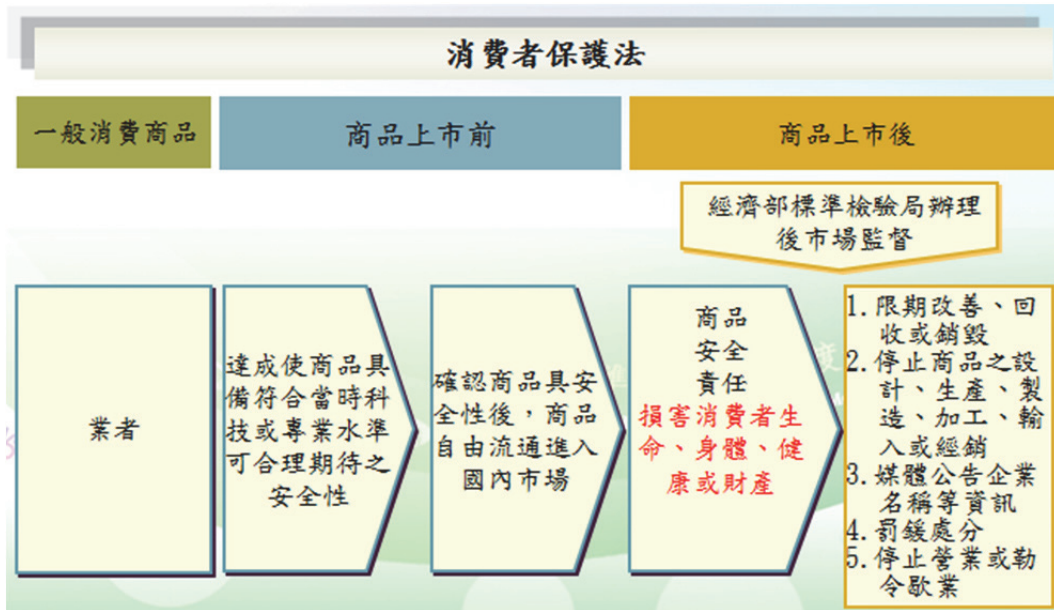 消費者保護法
一般消費商品
商品上市前
商品上市後
經濟部標準檢驗局辦理
後市場監督
業者
達成使商品具
備符合當時科
技或專業水準
可合理期待之
安全性
確認商品具安
全性後,商品
自由流通進入
國內市場
商品
安全
責任
損害消費者生
命、身體、健
康或財產
1. 限期改善、回
收或銷毀
2. 停止商品之設
計、生產、製
造、加工、輸
入或經銷
3. 媒體公告企業
名稱等資訊
4. 罰鍰處分
5. 停止營業或勒
令歇業